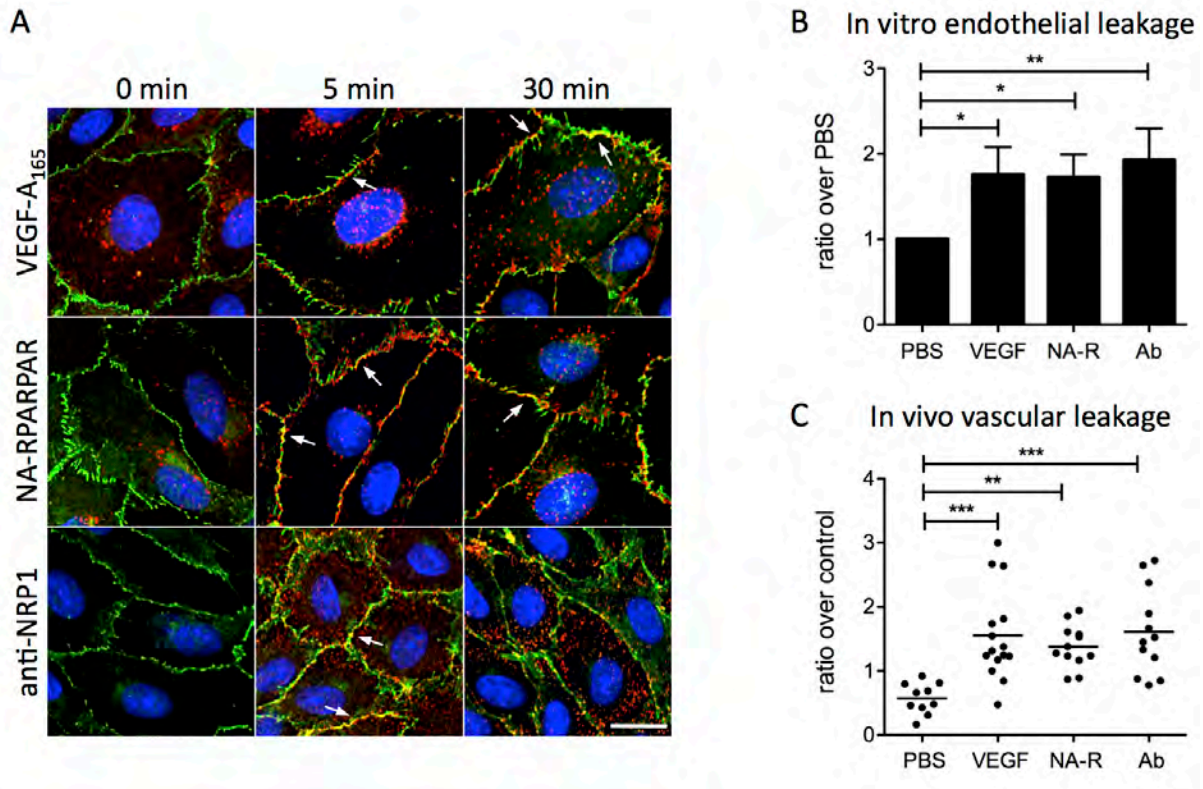 A
0 min 5 min 30 min
VEGF-A165
NA-RPARPAR
anti-NRP1
B In vitro endothelial leakage
ratio over PBS
3
2
1
0
**
*
*
PBS VEGF NA-R Ab
C In vivo vascular leakage
ratio over control
4
3
2
1
0
***
**
***
PBS VEGF NA-R Ab